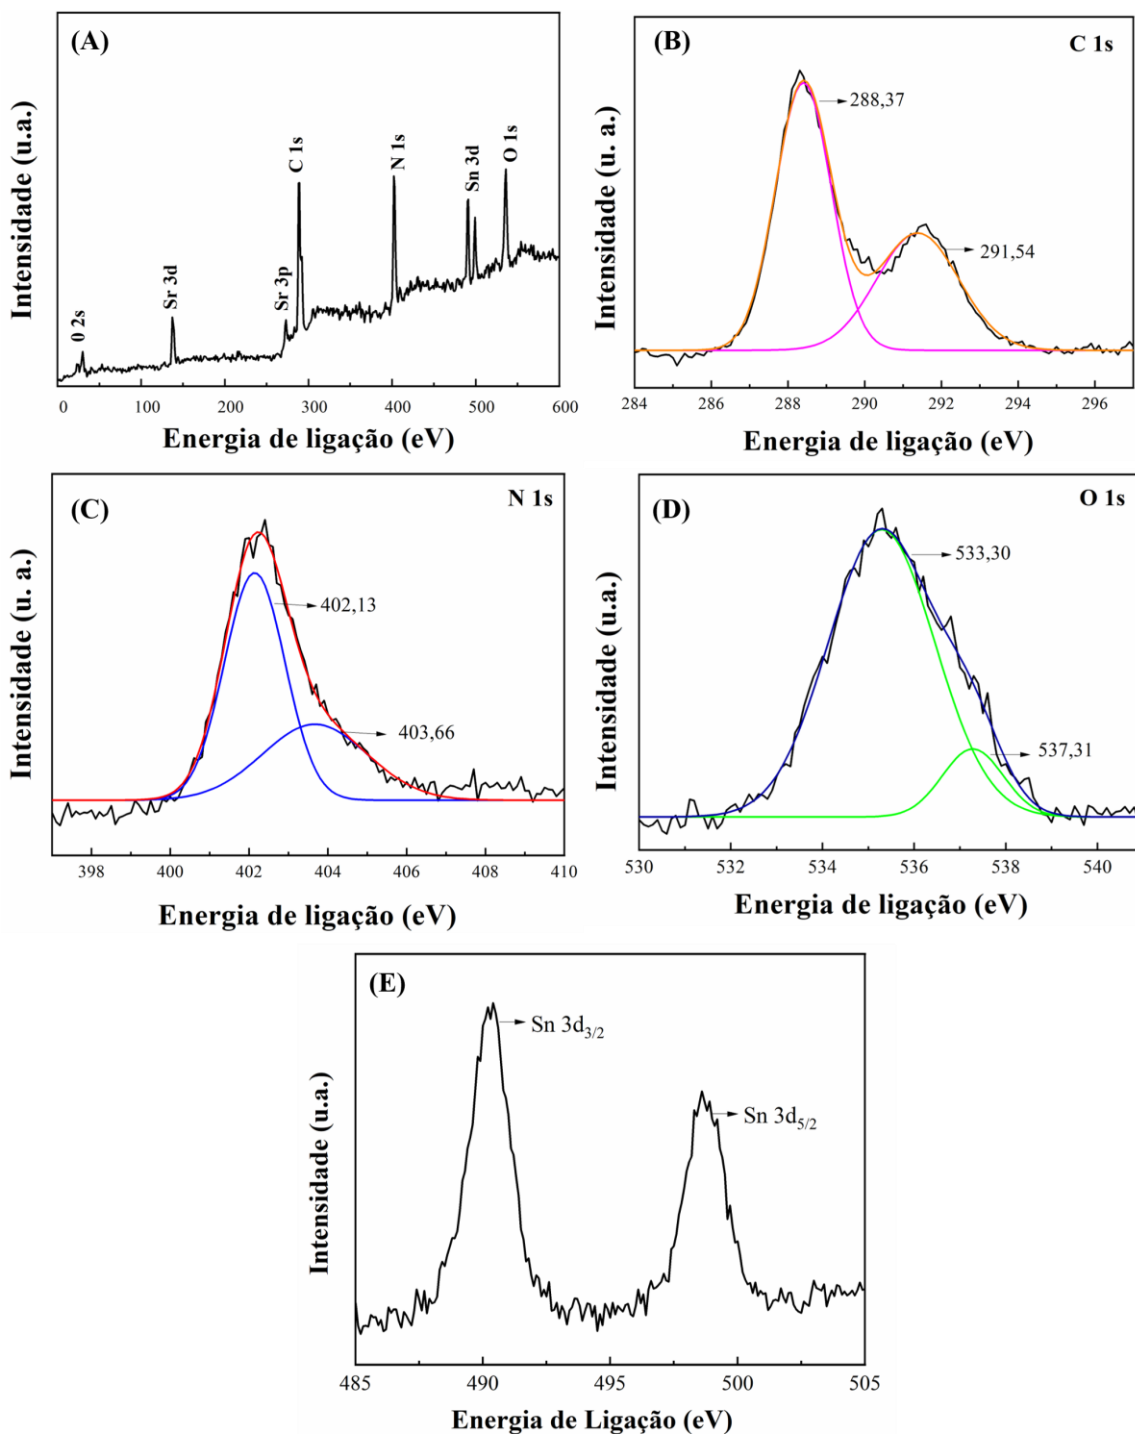 (A)
Intensidade (u.a.)
0 2s
Sr 3d
Sr 3p
C 1s
N 1s
Sn 3d
O 1s
0 100 200 300 400 500 600
Energia de ligação (eV)
(B)
C 1s
Intensidade (u. a.)
288,37
291,54
284 286 288 290 292 294 296
Energia de ligação (eV)
(C)
N 1s
Intensidade (u. a.)
402,13
403,66
398 400 402 404 406 408 410
Energia de ligação (eV)
(D)
O 1s
Intensidade (u.a.)
533,30
537,31
530 532 534 536 538 540
Energia de ligação (eV)
(E)
Intensidade (u.a.)
Sn 3d3/2
Sn 3d5/2
485 490 495 500 505
Energia de Ligação (eV)